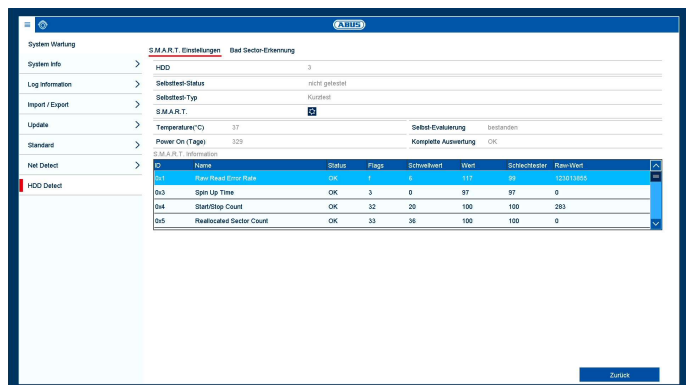 ABUS
System Wartung
System Info
Log Information
Import / Export
Update
Standard
Net Detect
HDD Detect
S.M.A.R.T. Einstellungen Bad Sector-Erkennung
HDD 3
Selbsttest-Status nicht getestet
Selbsttest-Typ Kurztest
S.M.A.R.T.
Temperature(°C) 37 Selbst-Evaluierung bestanden
Power On (Tage) 329 Komplette Auswertung OK
S.M.A.R.T. Information
ID Name Status Flags Schwellwert Wert Schlechtester Raw-Wert
0x1 Raw Read Error Rate OK f 6 117 99 123013855
0x3 Spin Up Time OK 3 0 97 97 0
0x4 Start/Stop Count OK 32 20 100 100 283
0x5 Reallocated Sector Count OK 33 36 100 100 0
Zurück